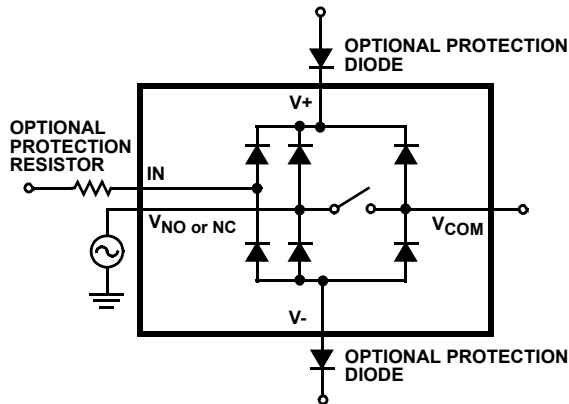 OPTIONAL PROTECTION
DIODE
V+
OPTIONAL
PROTECTION
RESISTOR
IN
VNO or NC
VCOM
V-
OPTIONAL PROTECTION
DIODE